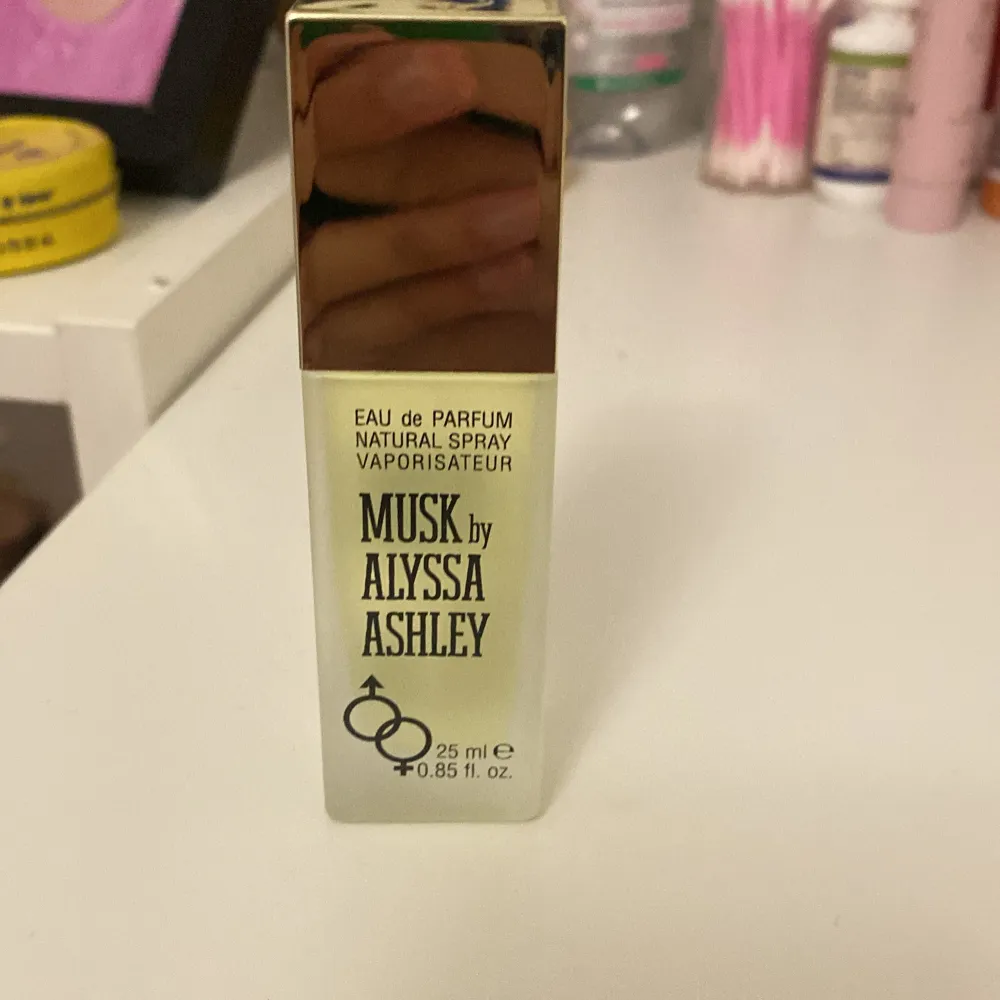 EAU de PARFUM
NATURAL SPRAY
VAPORISATEUR
MUSK by
ALYSSA
ASHLEY
25 ml ℮
0.85 fl. oz.